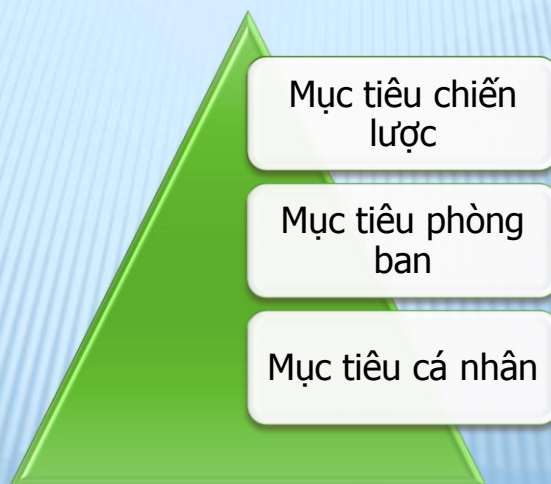 Mục tiêu chiến
lược
Mục tiêu phòng
ban
Mục tiêu cá nhân